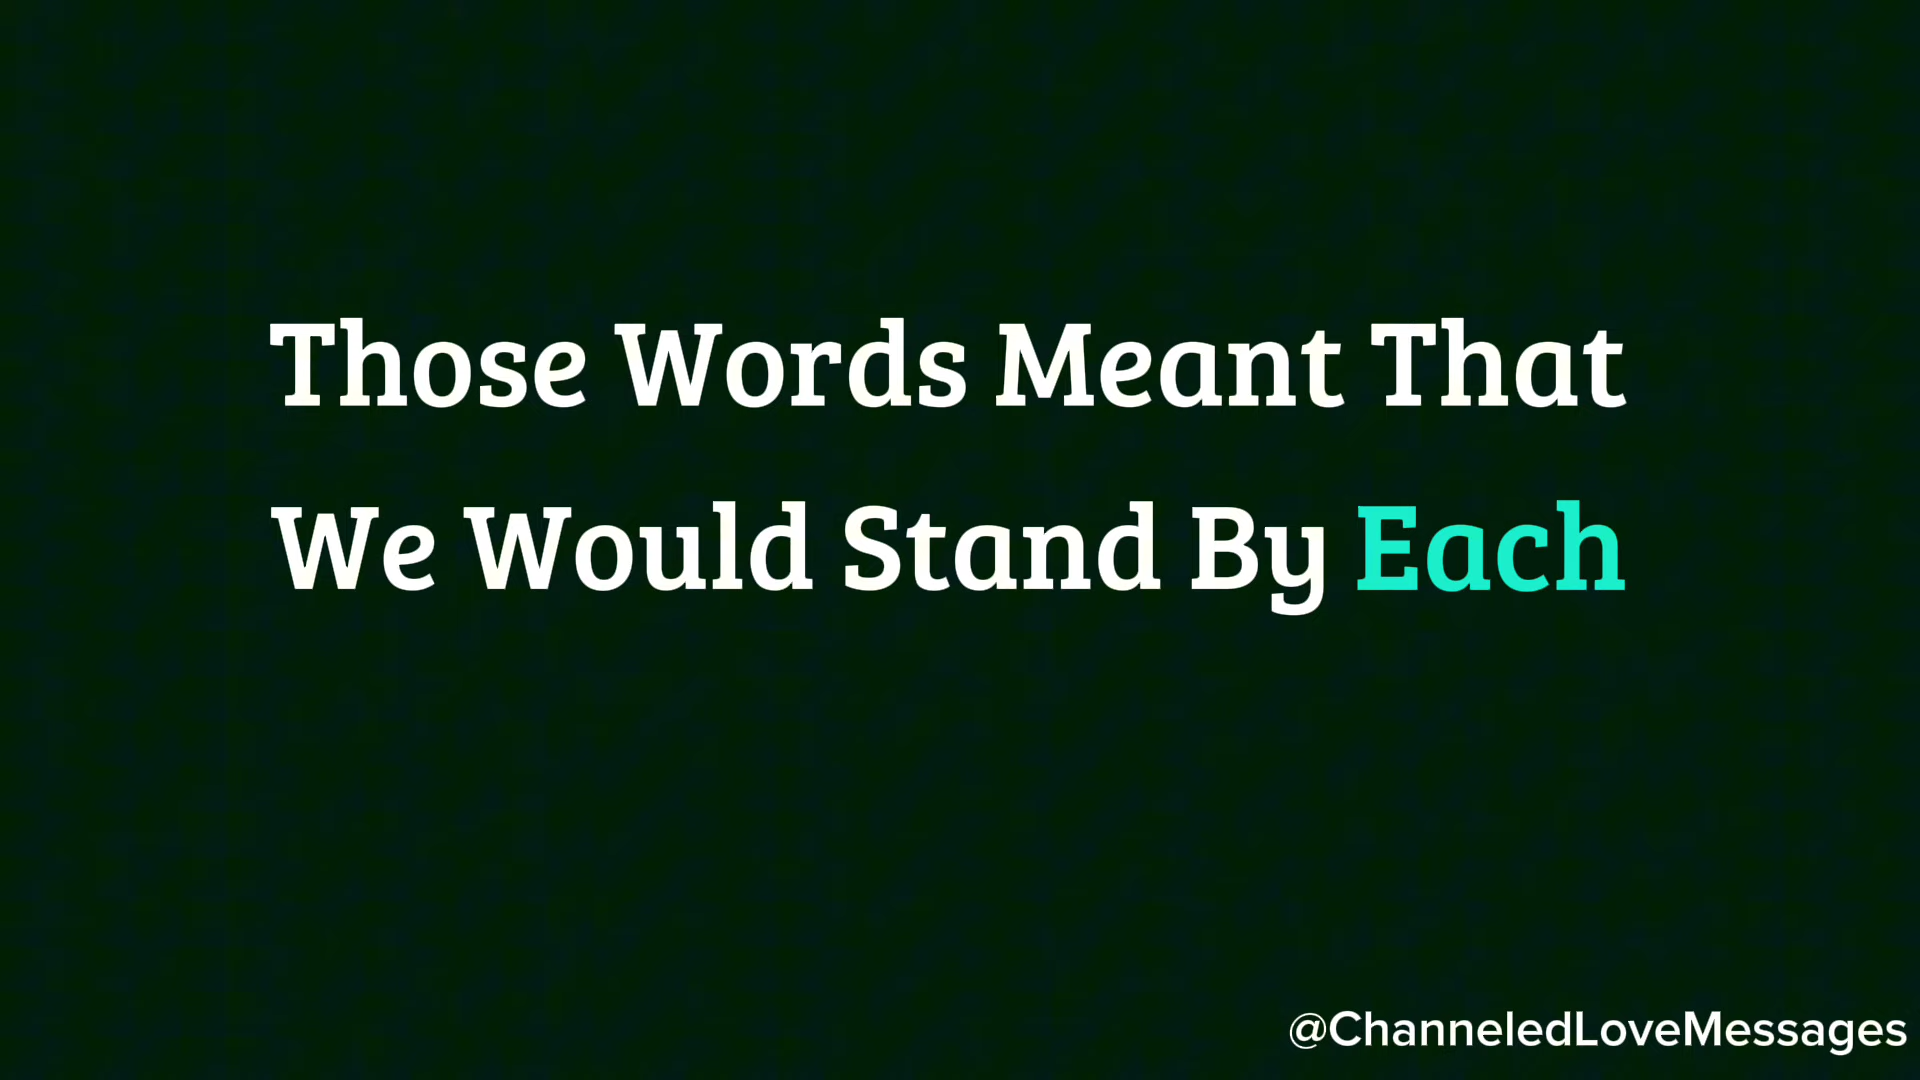 Those Words Meant That
We Would Stand By Each
@ChanneledLoveMessages